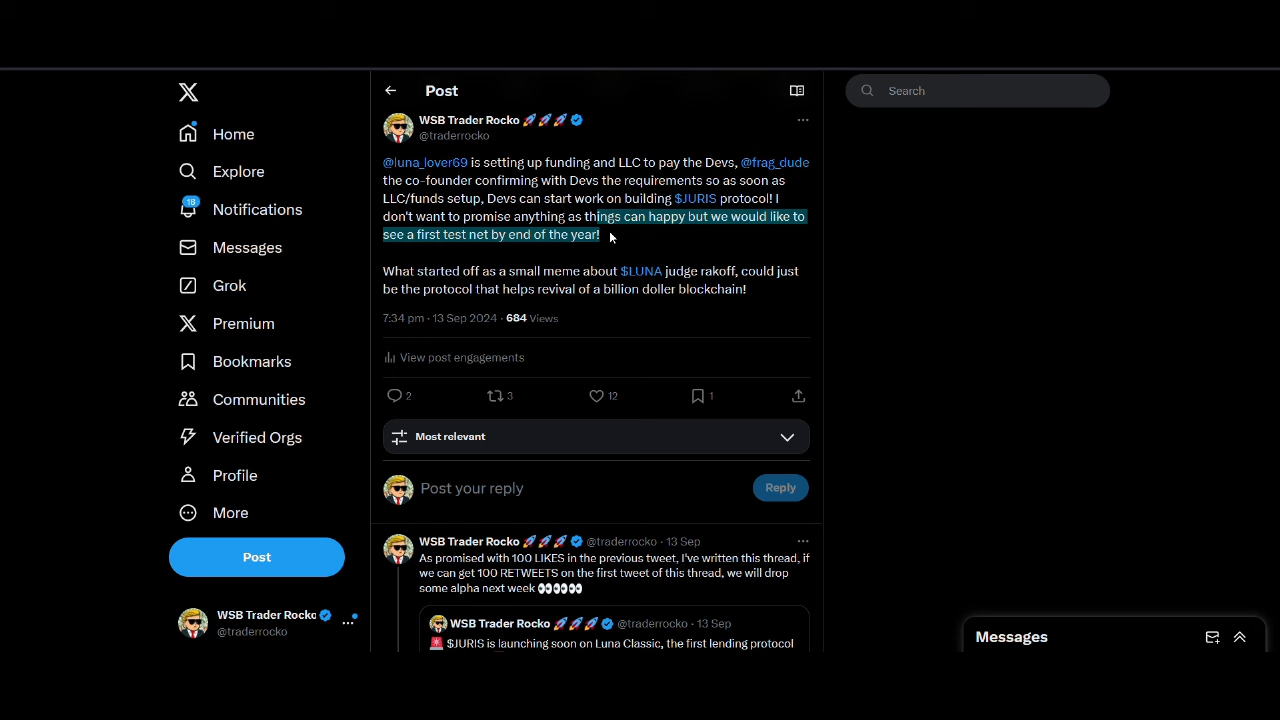 Home
Explore
18
Notifications
Messages
Grok
Premium
Bookmarks
Communities
Verified Orgs
Profile
More
Post
WSB Trader Rocko 🚀🚀🚀
@traderrocko
Post
WSB Trader Rocko 🚀🚀🚀
@traderrocko
@luna_lover69 is setting up funding and LLC to pay the Devs, @frag_dude
the co-founder confirming with Devs the requirements so as soon as
LLC/funds setup, Devs can start work on building $JURIS protocol! I
don't want to promise anything as things can happy but we would like to
see a first test net by end of the year!
What started off as a small meme about $LUNA judge rakoff, could just
be the protocol that helps revival of a billion doller blockchain!
7:34 pm · 13 Sep 2024 · 684 Views
View post engagements
2 3 12 1
Most relevant
Post your reply
Reply
WSB Trader Rocko 🚀🚀🚀 @traderrocko · 13 Sep
As promised with 100 LIKES in the previous tweet, I've written this thread, if
we can get 100 RETWEETS on the first tweet of this thread, we will drop
some alpha next week 👀👀👀
WSB Trader Rocko 🚀🚀🚀 @traderrocko · 13 Sep
🚨 $JURIS is launching soon on Luna Classic, the first lending protocol
Search
Messages